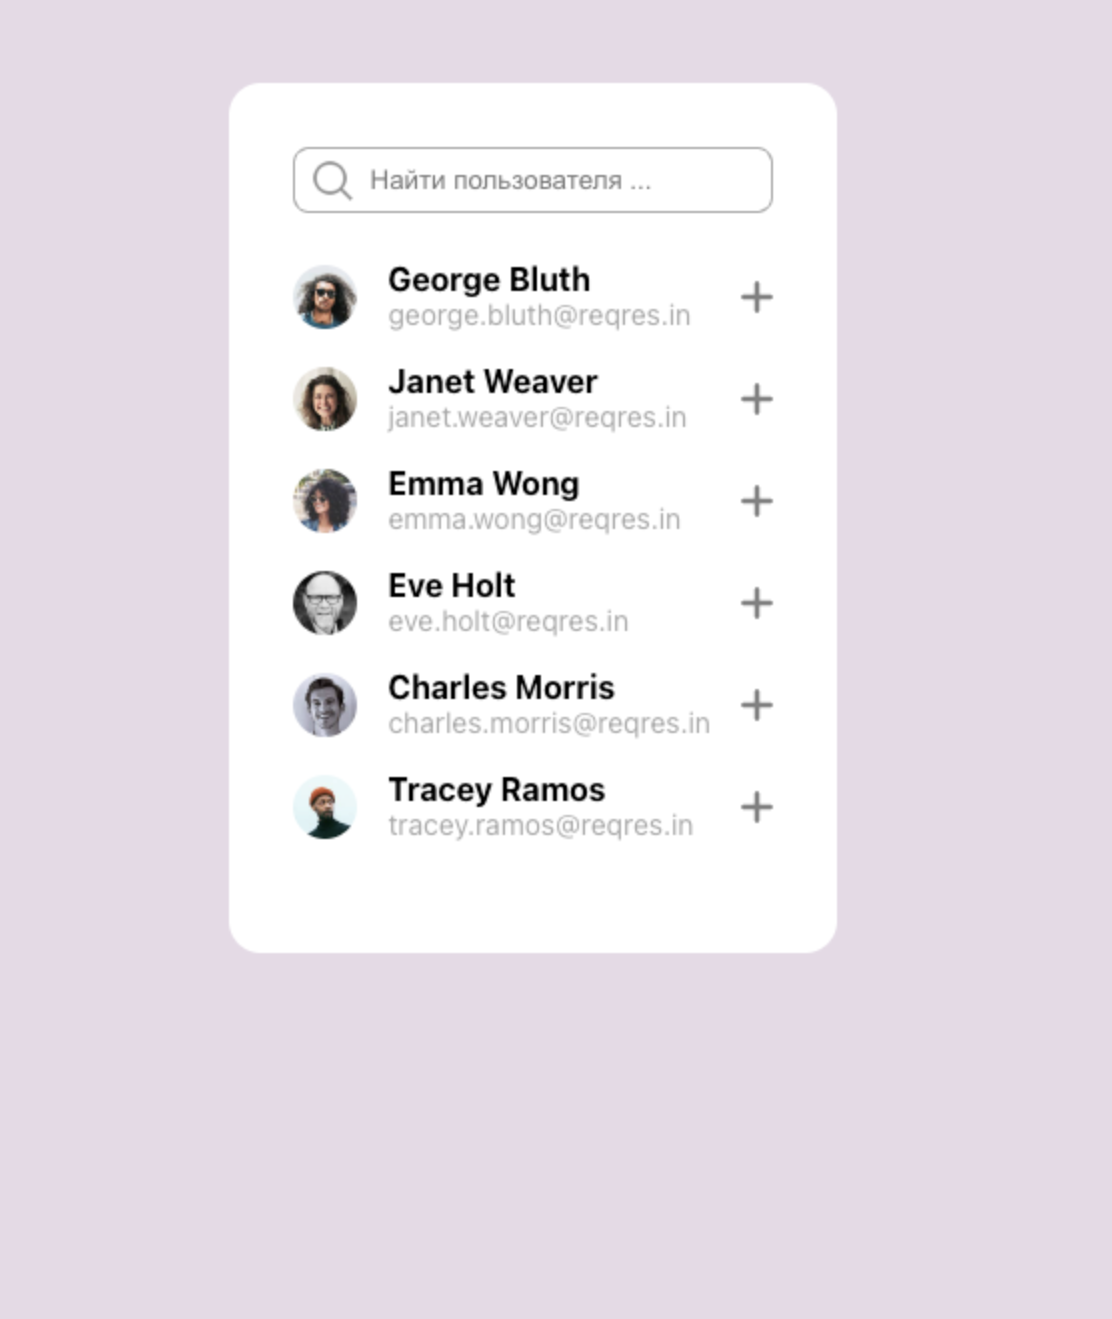 Найти пользователя ...
George Bluth
george.bluth@reqres.in
Janet Weaver
janet.weaver@reqres.in
Emma Wong
emma.wong@reqres.in
Eve Holt
eve.holt@reqres.in
Charles Morris
charles.morris@reqres.in
Tracey Ramos
tracey.ramos@reqres.in